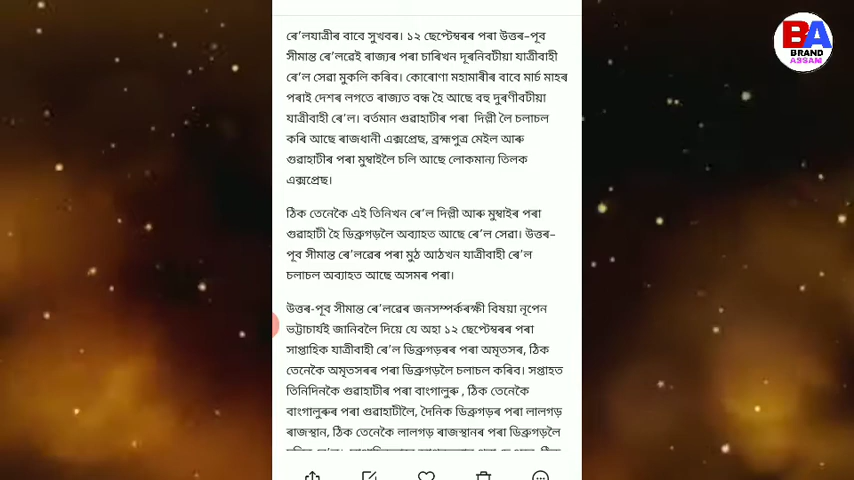 ৰে'লযাত্ৰীৰ বাবে সুখবৰ। ১২ ছেপ্টেম্বৰৰ পৰা উত্তৰ-পূব
সীমান্ত ৰে'লৱেই ৰাজ্যৰ পৰা চাৰিখন দূৰনিবটীয়া যাত্ৰীবাহী
ৰে'ল সেৱা মুকলি কৰিব। কোৰোণা মহামাৰীৰ বাবে মাৰ্চ মাহৰ
পৰাই দেশৰ লগতে ৰাজ্যত বন্ধ হৈ আছে বহু দুৰণীবটীয়া
যাত্ৰীবাহী ৰে'ল। বৰ্তমান গুৱাহাটীৰ পৰা দিল্লী লৈ চলাচল
কৰি আছে ৰাজধানী এক্সপ্ৰেছ, ব্ৰহ্মপুত্ৰ মেইল আৰু
গুৱাহাটীৰ পৰা মুম্বাইলৈ চলি আছে লোকমান্য তিলক
এক্সপ্ৰেছ।
ঠিক তেনেকৈ এই তিনিখন ৰে'ল দিল্লী আৰু মুম্বাইৰ পৰা
গুৱাহাটী হৈ ডিব্ৰুগড়লৈ অব্যাহত আছে ৰে'ল সেৱা। উত্তৰ-
পূব সীমান্ত ৰে'লৱেৰ পৰা মুঠ আঠখন যাত্ৰীবাহী ৰে'ল
চলাচল অব্যাহত আছে অসমৰ পৰা।
উত্তৰ-পূব সীমান্ত ৰে'লৱেৰ জনসম্পৰ্কৰক্ষী বিষয়া নৃপেন
ভট্টাচাৰ্যই জানিবলৈ দিয়ে যে অহা ১২ ছেপ্টেম্বৰৰ পৰা
সাপ্তাহিক যাত্ৰীবাহী ৰে'ল ডিব্ৰুগড়ৰৰ পৰা অমৃতসৰ, ঠিক
তেনেকৈ অমৃতসৰৰ পৰা ডিব্ৰুগড়লৈ চলাচল কৰিব। সপ্তাহত
তিনিদিনকৈ গুৱাহাটীৰ পৰা বাংগালুৰু , ঠিক তেনেকৈ
বাংগালুৰুৰ পৰা গুৱাহাটীলৈ, দৈনিক ডিব্ৰুগড়ৰ পৰা লালগড়
ৰাজস্থান, ঠিক তেনেকৈ লালগড় ৰাজস্থানৰ পৰা ডিব্ৰুগড়লৈ
BA
BRAND
ASSAM